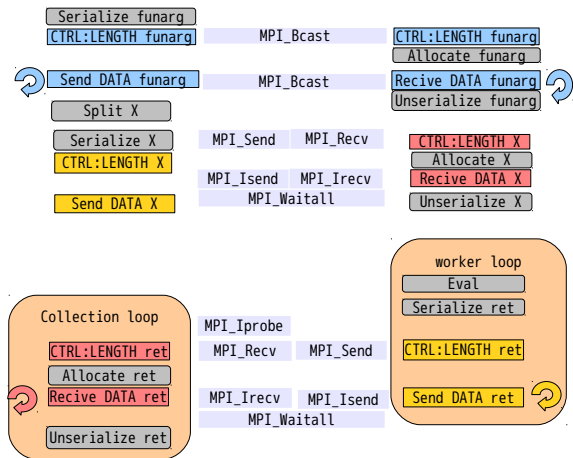 Serialize funarg
CTRL:LENGTH funarg MPI_Bcast CTRL:LENGTH funarg
Allocate funarg
Send DATA funarg MPI_Bcast Recive DATA funarg
Unserialize funarg
Split X
Serialize X MPI_Send MPI_Recv CTRL:LENGTH X
CTRL:LENGTH X Allocate X
MPI_Isend MPI_Irecv Recive DATA X
Send DATA X MPI_Waitall Unserialize X
worker loop
Eval
Serialize ret
Collection loop
MPI_Iprobe
CTRL:LENGTH ret MPI_Recv MPI_Send CTRL:LENGTH ret
Allocate ret
Recive DATA ret MPI_Irecv MPI_Isend Send DATA ret
MPI_Waitall
Unserialize ret